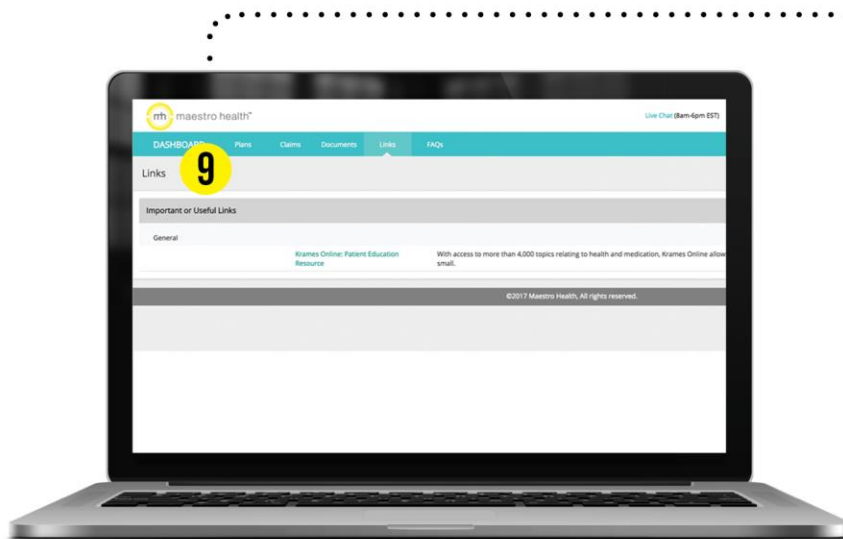 mh maestro health™
Live Chat (8am-6pm EST)
DASHBOARD Plans Claims Documents Links FAQs
Links
9
Important or Useful Links
General
Krames Online: Patient Education
Resource
With access to more than 4,000 topics relating to health and medication, Krames Online allow
small.
©2017 Maestro Health, All rights reserved.